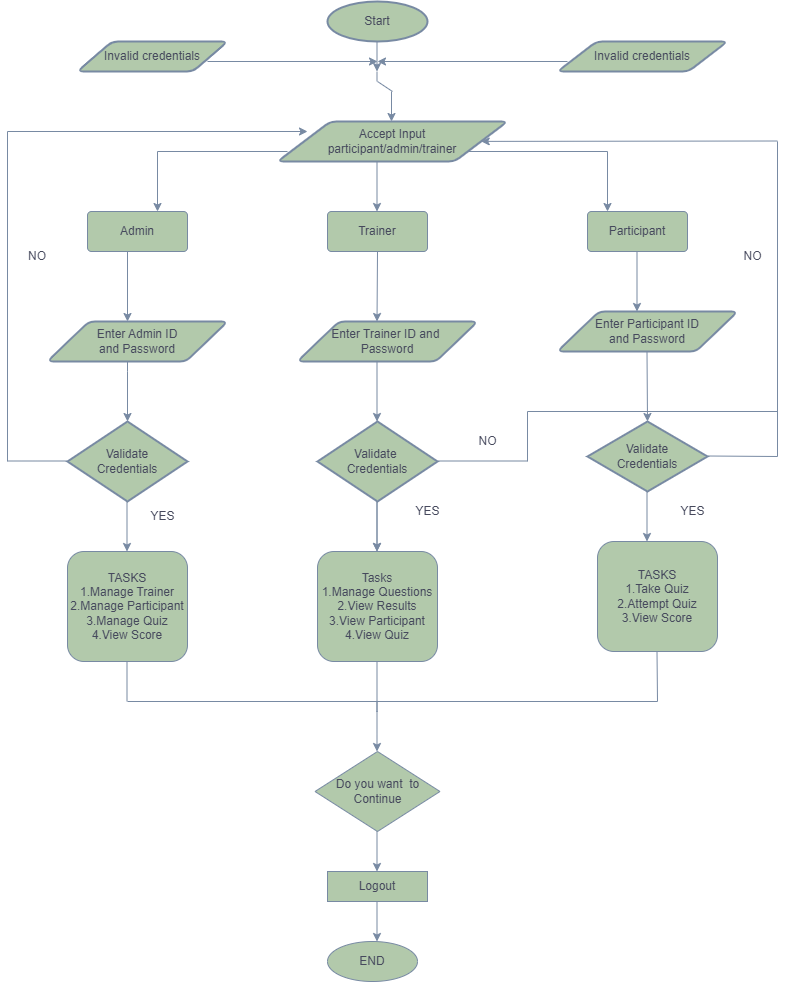 Start
Invalid credentials
Invalid credentials
Accept Input
participant/admin/trainer
Admin
Trainer
Participant
NO
NO
Enter Admin ID
and Password
Enter Trainer ID and
Password
Enter Participant ID
and Password
Validate
Credentials
Validate
Credentials
NO
Validate
Credentials
YES
YES
YES
TASKS
1.Manage Trainer
2.Manage Participant
3.Manage Quiz
4.View Score
Tasks
1.Manage Questions
2.View Results
3.View Participant
4.View Quiz
TASKS
1.Take Quiz
2.Attempt Quiz
3.View Score
Do you want to
Continue
Logout
END